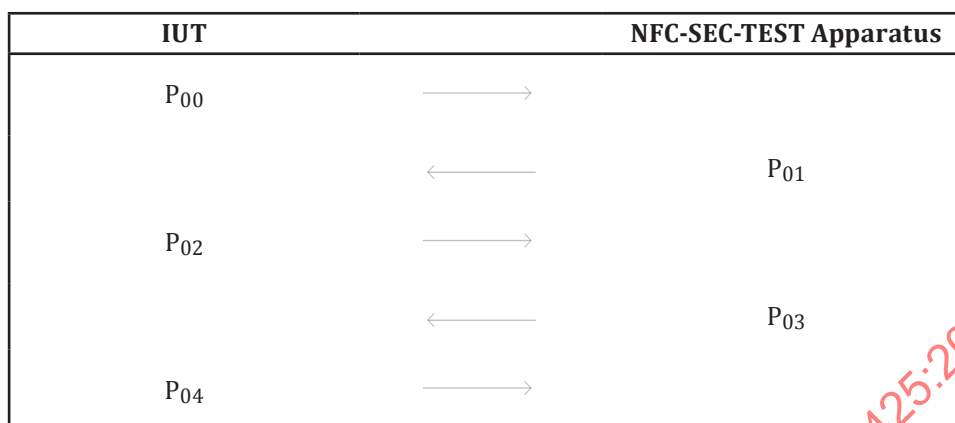 IUT NFC-SEC-TEST Apparatus
P₀₀
P₀₁
P₀₂
P₀₃
P₀₄